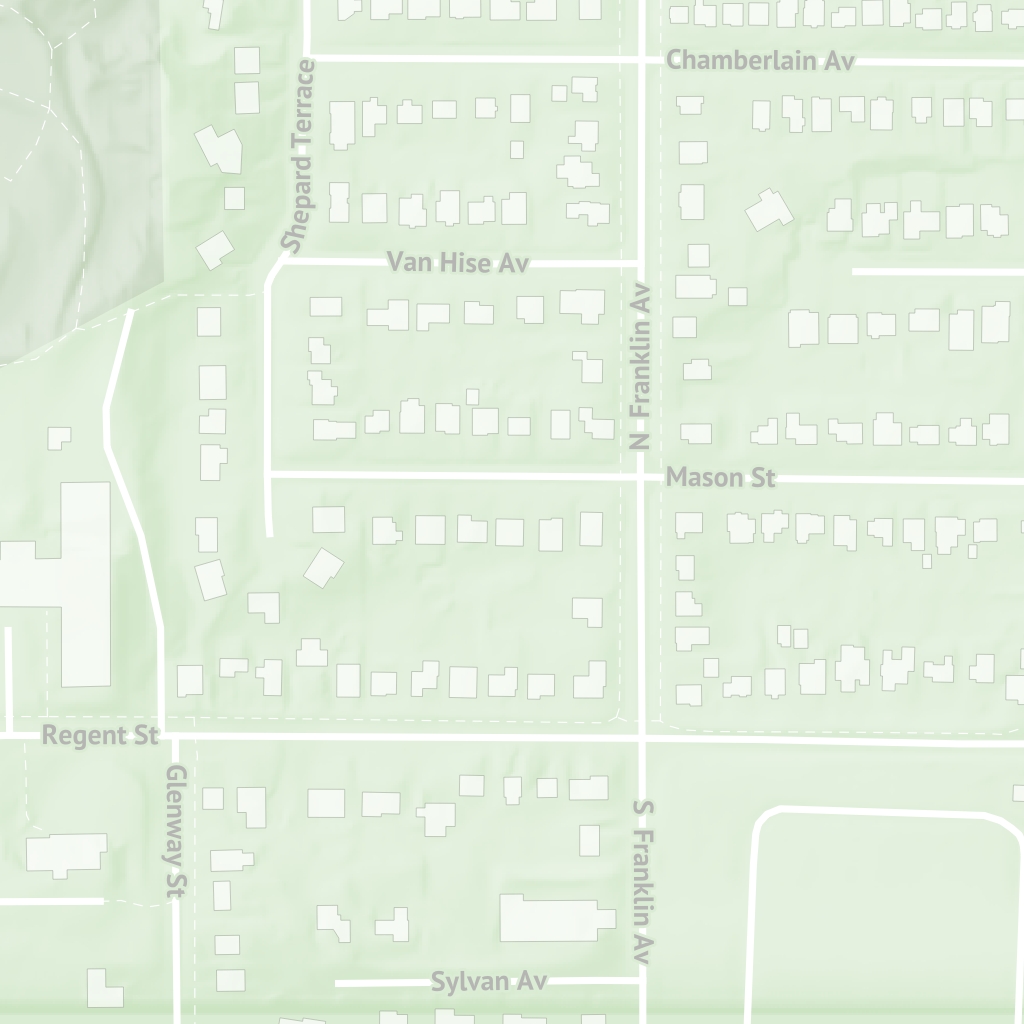 Chamberlain Av
Shepard Terrace
Van Hise Av
N Franklin Av
Mason St
Regent St
Glenway St
S Franklin Av
Sylvan Av